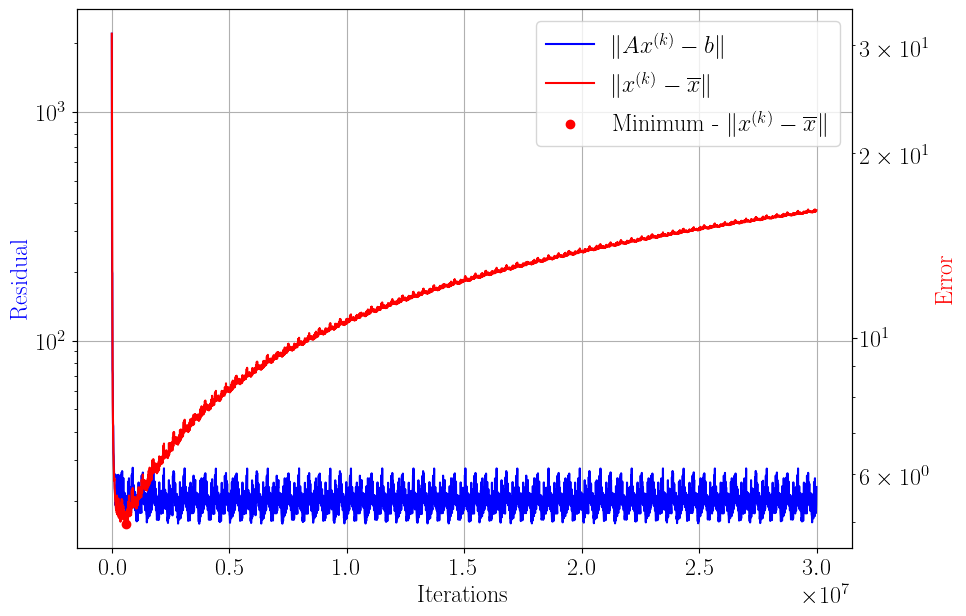 ‖Ax^{(k)} − b‖
‖x^{(k)} − x̅‖
Minimum - ‖x^{(k)} − x̅‖
Residual
10^3
10^2
Error
3 × 10^1
2 × 10^1
10^1
6 × 10^0
0.0 0.5 1.0 1.5 2.0 2.5 3.0
Iterations
×10^7